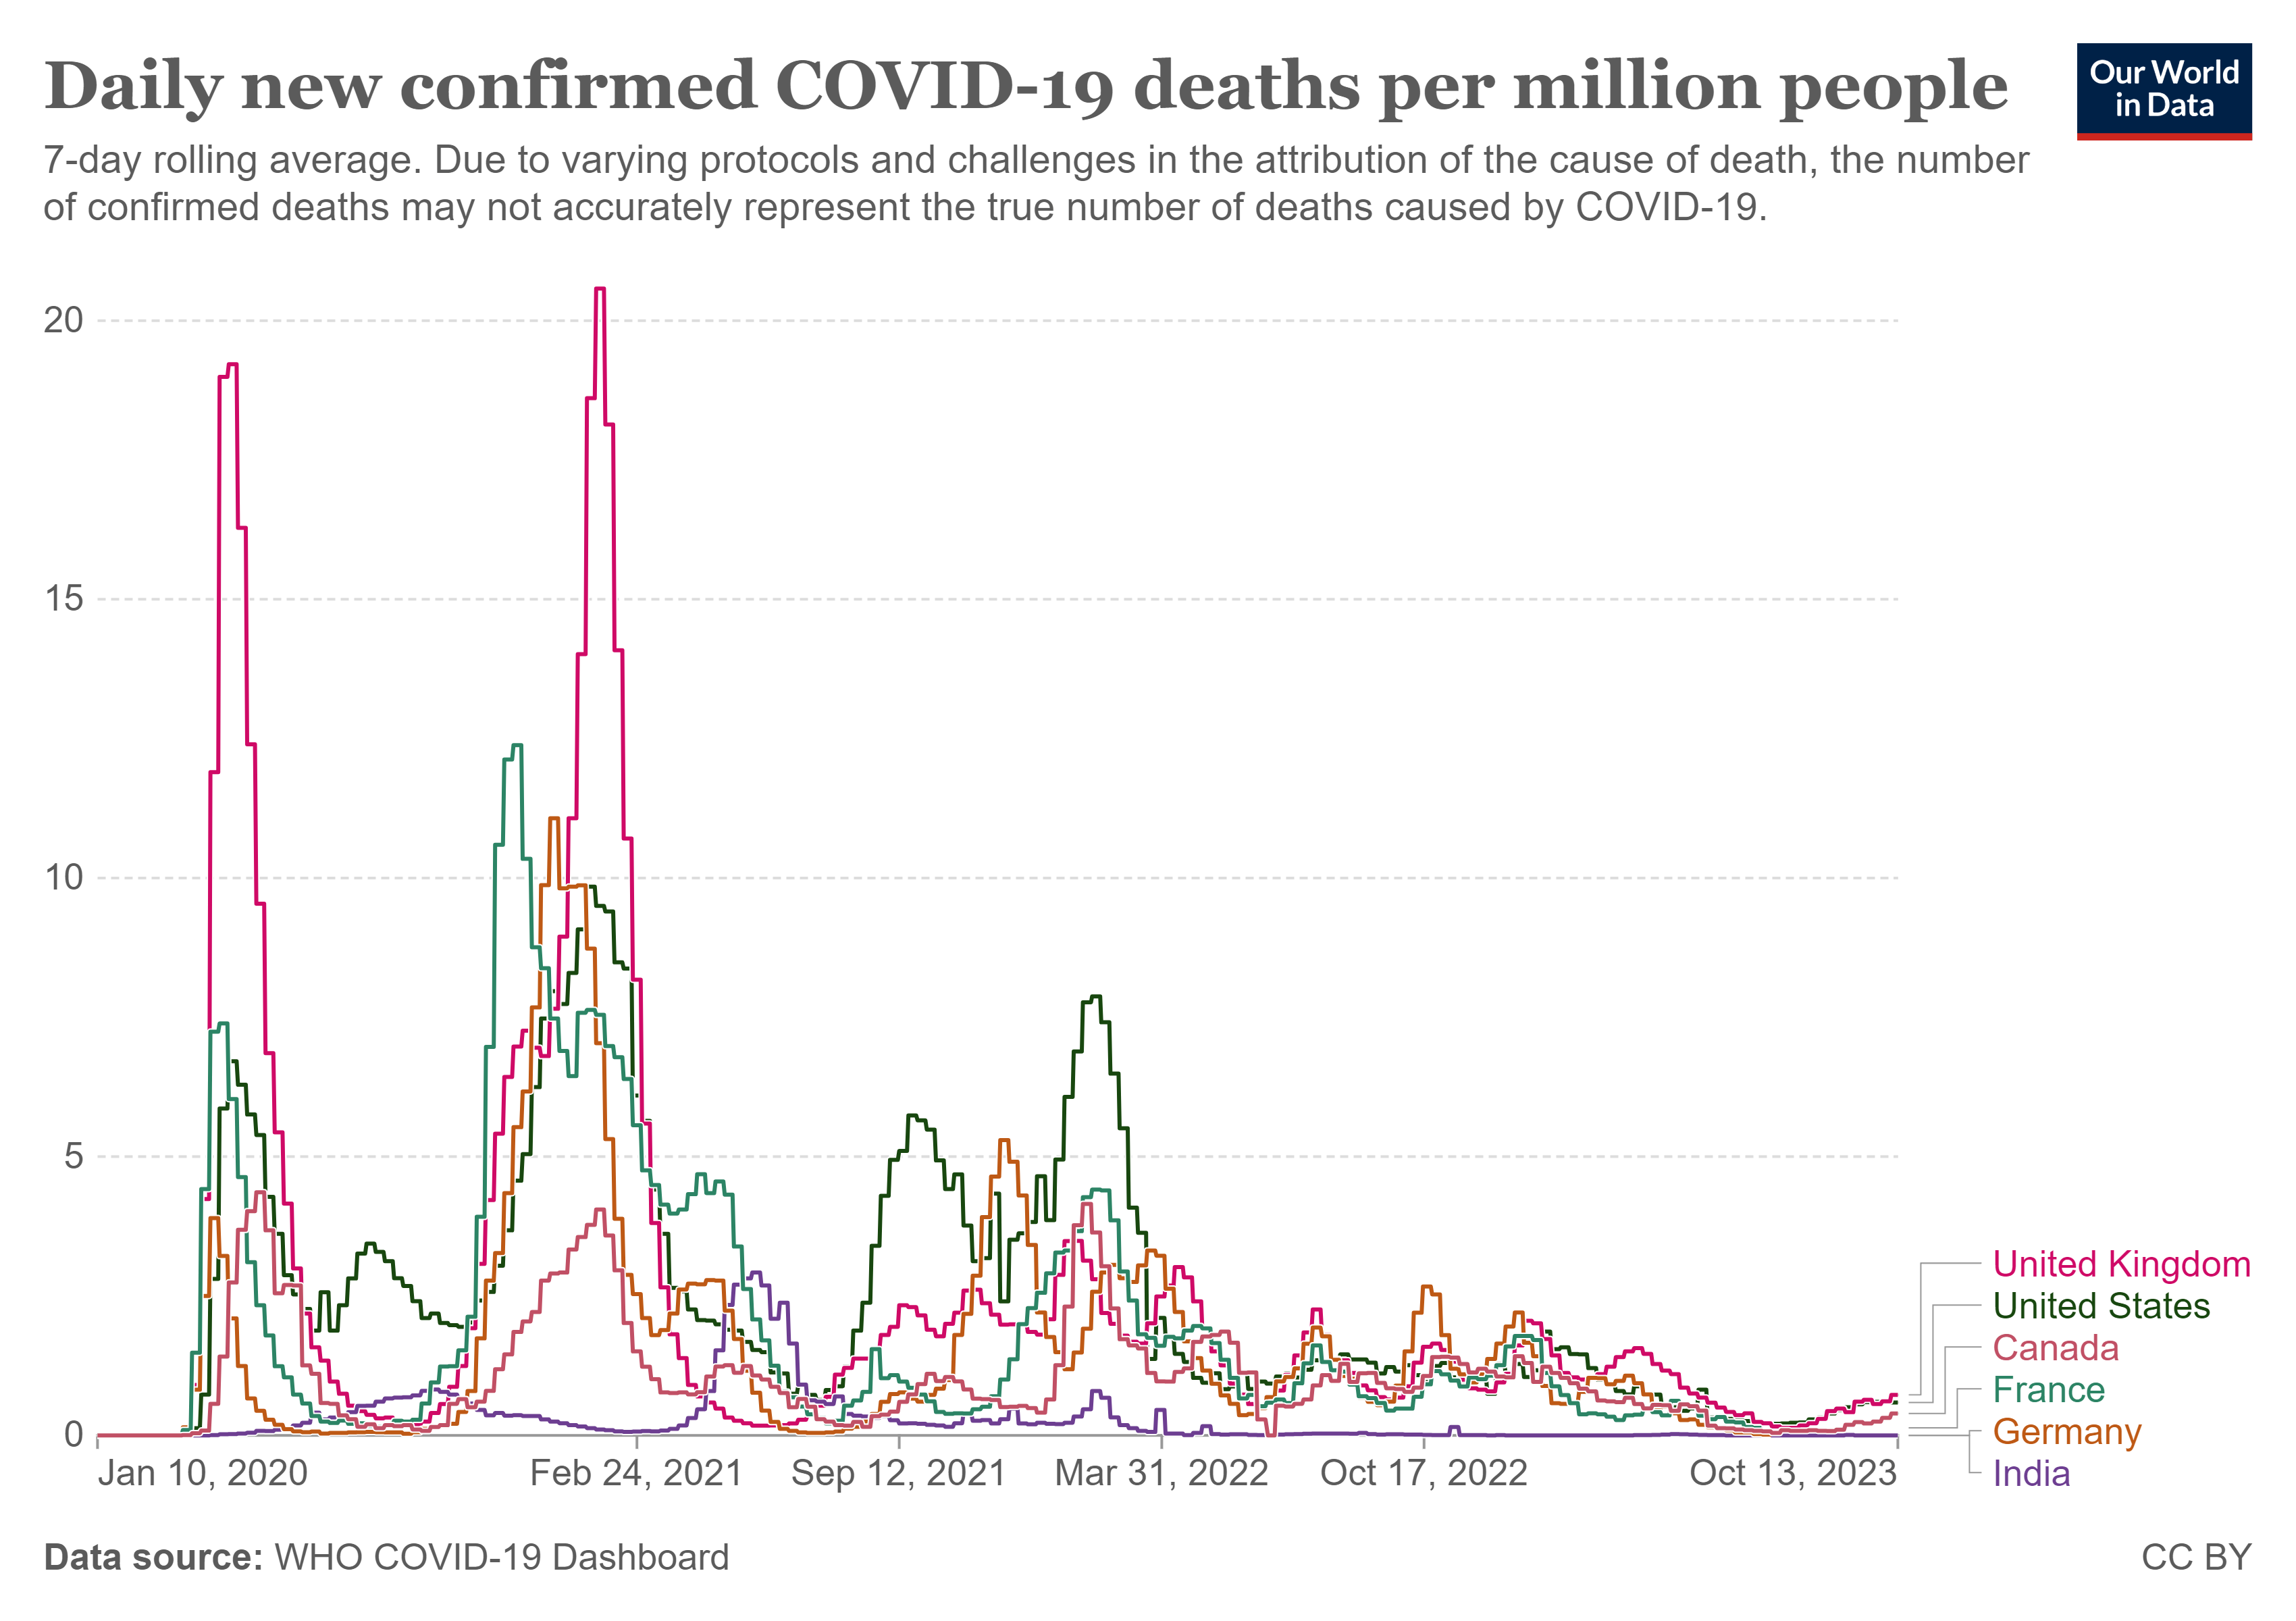 Daily new confirmed COVID-19 deaths per million people
Our World
in Data
7-day rolling average. Due to varying protocols and challenges in the attribution of the cause of death, the number
of confirmed deaths may not accurately represent the true number of deaths caused by COVID-19.
20
15
10
5
0
United Kingdom
United States
Canada
France
Germany
India
Jan 10, 2020
Feb 24, 2021
Sep 12, 2021
Mar 31, 2022
Oct 17, 2022
Oct 13, 2023
Data source: WHO COVID-19 Dashboard
CC BY